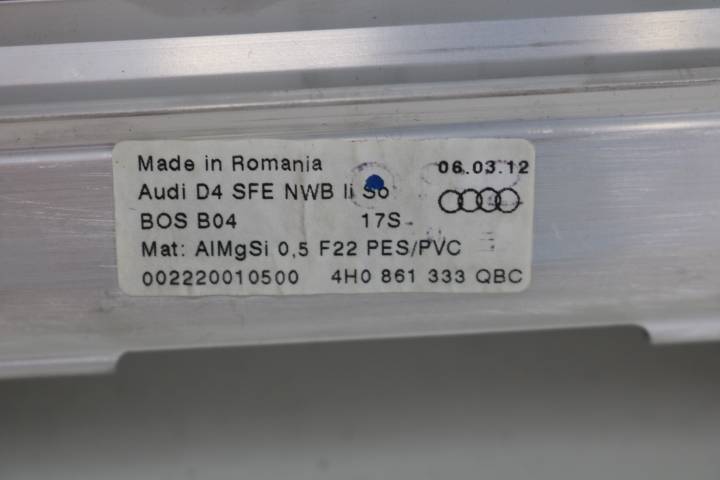 Made in Romania 06.03.12
Audi D4 SFE NWB li So
BOS B04 17S
Mat: AlMgSi 0,5 F22 PES/PVC
002220010500 4H0 861 333 QBC